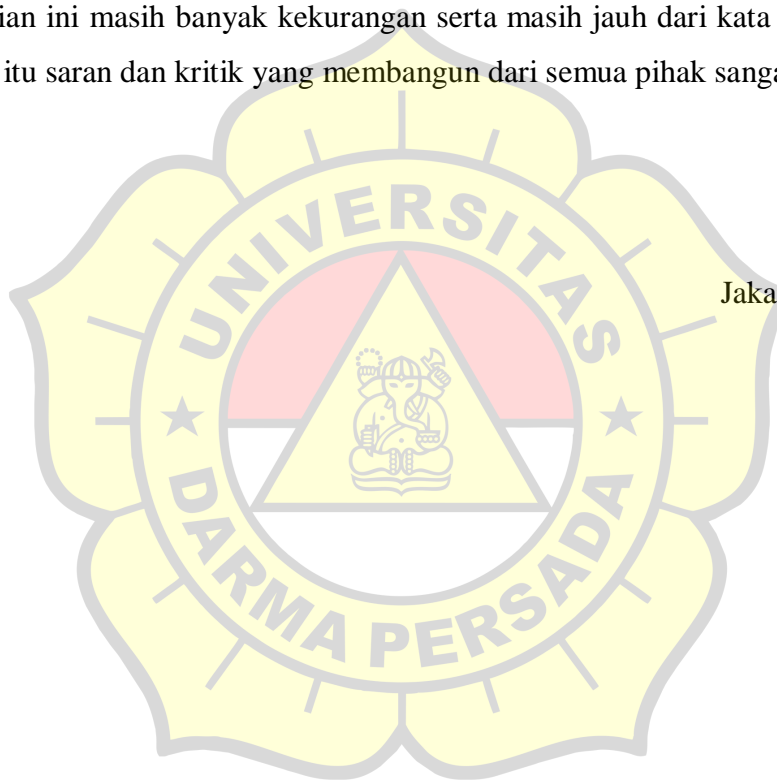 ian ini masih banyak kekurangan serta masih jauh dari kata
itu saran dan kritik yang membangun dari semua pihak sanga
UNIVERSITAS
Jaka
DARMA PERSADA